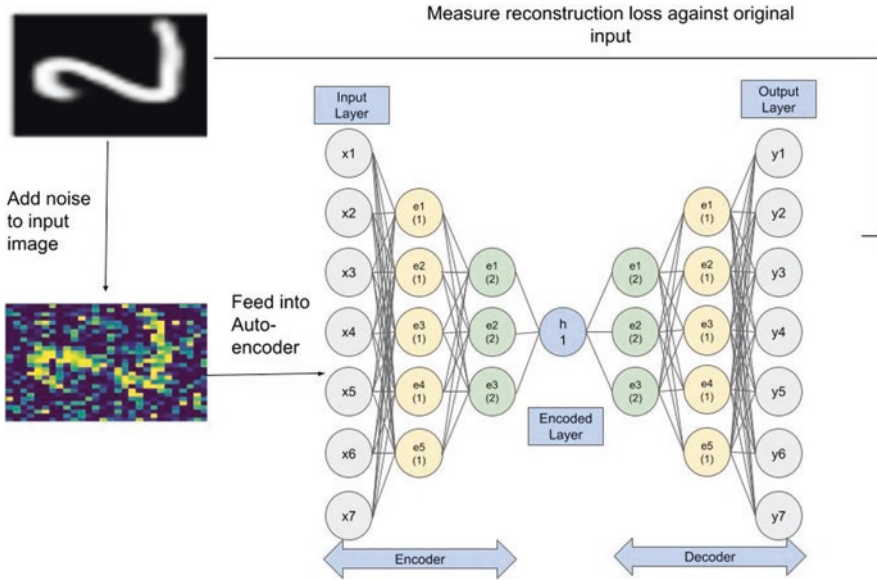 Measure reconstruction loss against original
input
Input
Layer
Output
Layer
Add noise
to input
image
Feed into
Auto-
encoder
x1
x2
x3
x4
x5
x6
x7
e1
(1)
e2
(1)
e3
(1)
e4
(1)
e5
(1)
e1
(2)
e2
(2)
e3
(2)
h
1
Encoded
Layer
e1
(2)
e2
(2)
e3
(2)
e1
(1)
e2
(1)
e3
(1)
e4
(1)
e5
(1)
y1
y2
y3
y4
y5
y6
y7
Encoder
Decoder